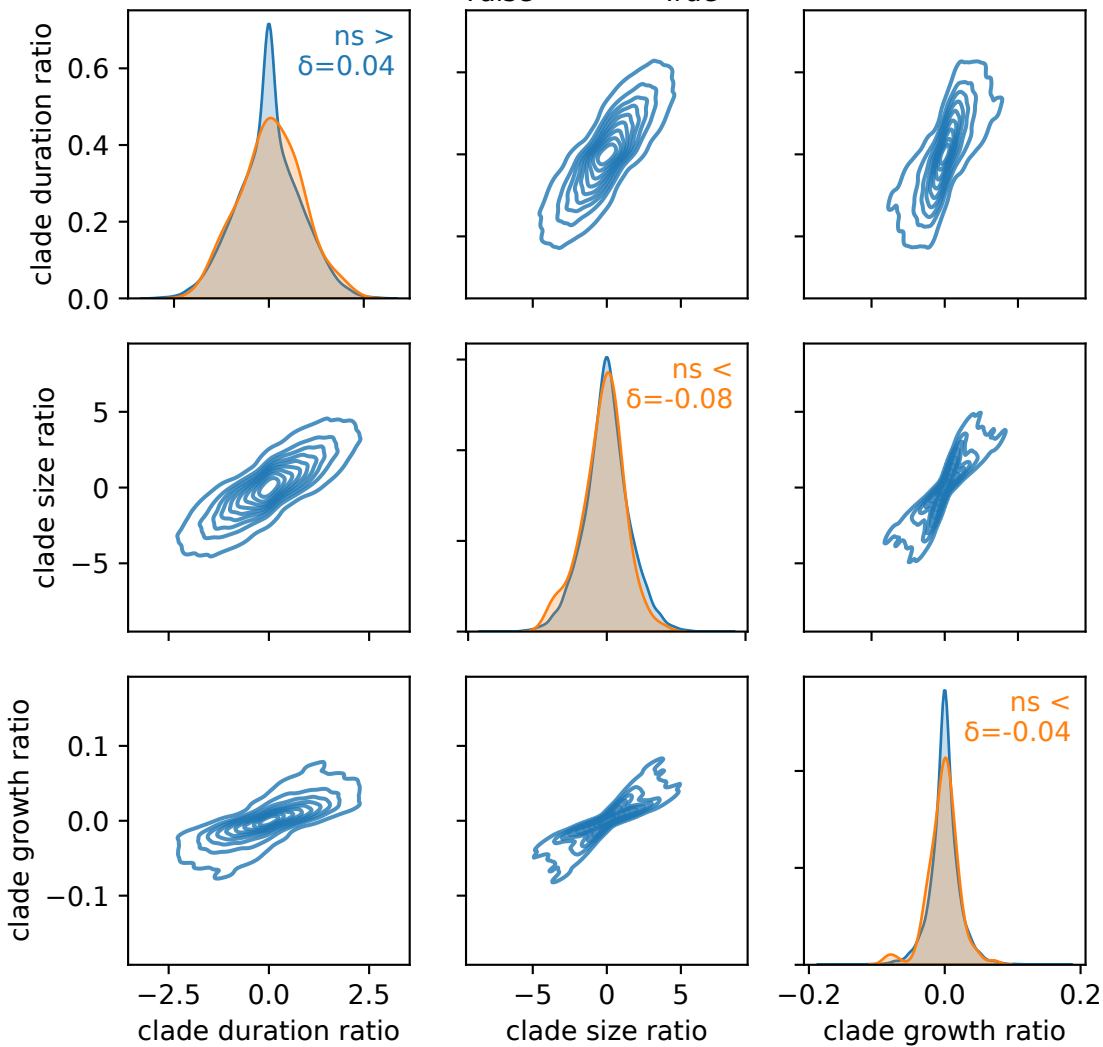 0.6
0.4
0.2
0.0
clade duration ratio
ns >
δ=0.04
5
0
−5
clade size ratio
ns <
δ=-0.08
0.1
0.0
−0.1
clade growth ratio
ns <
δ=-0.04
−2.5 0.0 2.5
−5 0 5
−0.2 0.0 0.2
clade duration ratio
clade size ratio
clade growth ratio